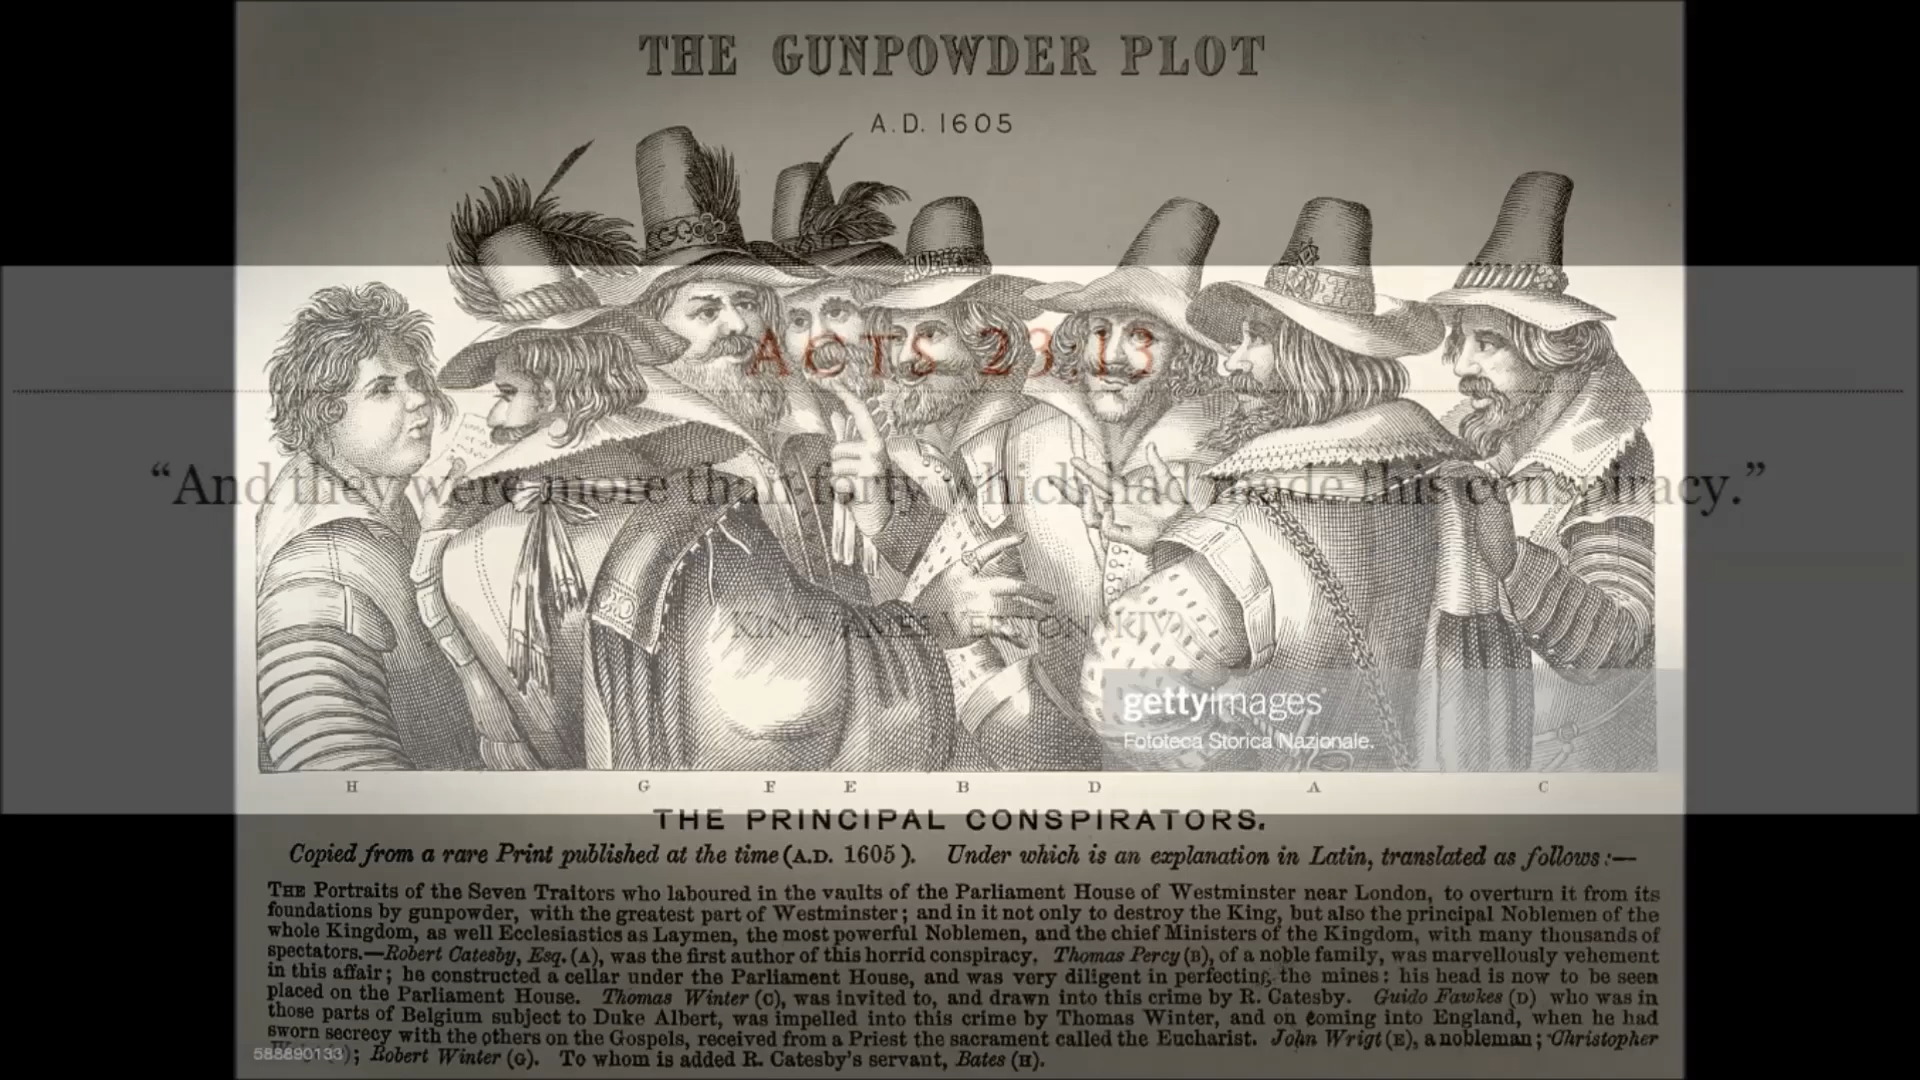 THE GUNPOWDER PLOT
A.D. 1605
ACTS 23:13
“And they were more than forty which had made this conspiracy.”
KING JAMES VERSION (KJV)
gettyimages
Fototeca Storica Nazionale.
H G F E B D A C
THE PRINCIPAL CONSPIRATORS.
Copied from a rare Print published at the time (A.D. 1605). Under which is an explanation in Latin, translated as follows:—
THE Portraits of the Seven Traitors who laboured in the vaults of the Parliament House of Westminster near London, to overturn it from its
foundations by gunpowder, with the greatest part of Westminster; and in it not only to destroy the King, but also the principal Noblemen of the
whole Kingdom, as well Ecclesiastics as Laymen, the most powerful Noblemen, and the chief Ministers of the Kingdom, with many thousands of
spectators.—Robert Catesby, Esq. (A), was the first author of this horrid conspiracy. Thomas Percy (B), of a noble family, was marvellously vehement
in this affair; he constructed a cellar under the Parliament House, and was very diligent in perfecting the mines: his head is now to be seen
placed on the Parliament House. Thomas Winter (C), was invited to, and drawn into this crime by R. Catesby. Guido Fawkes (D) who was in
those parts of Belgium subject to Duke Albert, was impelled into this crime by Thomas Winter, and on coming into England, when he had
sworn secrecy with the others on the Gospels, received from a Priest the sacrament called the Eucharist. John Wrigt (E), a nobleman; Christopher
588890133 ; Robert Winter (G). To whom is added R. Catesby's servant, Bates (H).